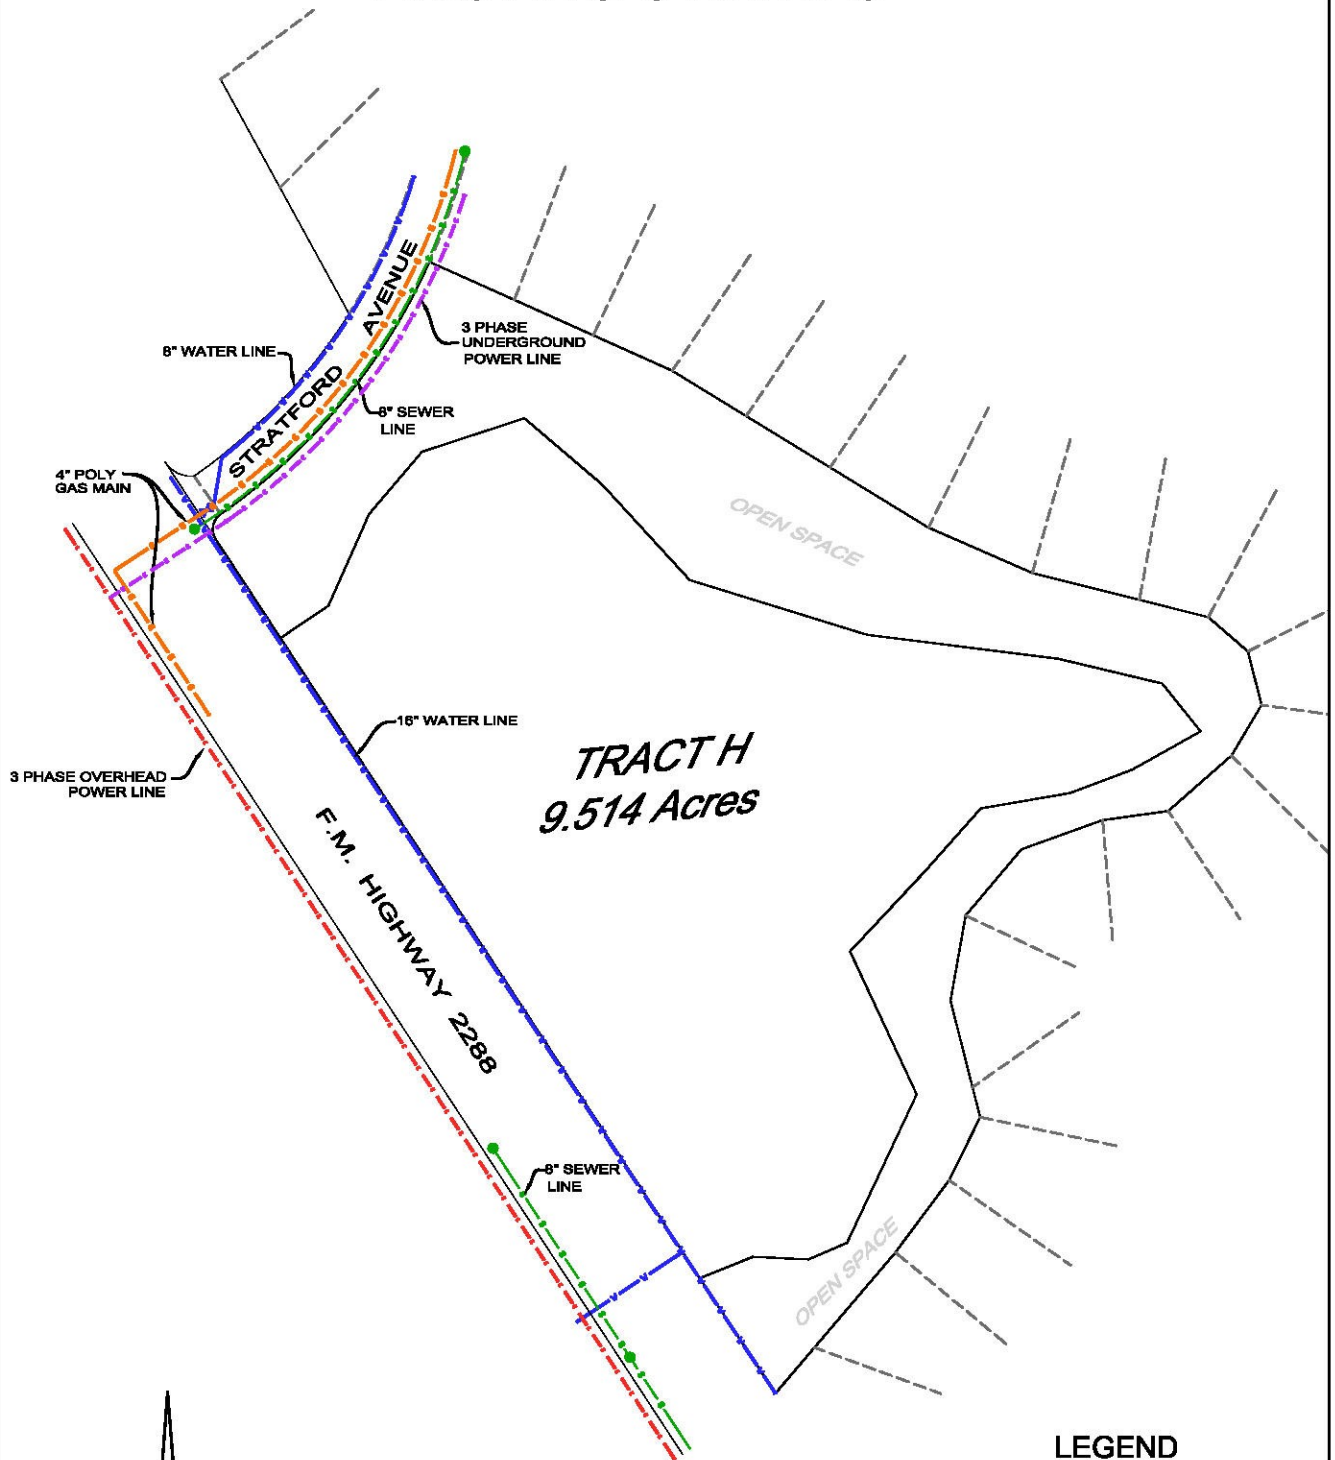 STRATFORD AVENUE
8" WATER LINE
3 PHASE
UNDERGROUND
POWER LINE
8" SEWER
LINE
4" POLY
GAS MAIN
OPEN SPACE
16" WATER LINE
TRACT H
9.514 Acres
3 PHASE OVERHEAD
POWER LINE
F.M. HIGHWAY 2288
8" SEWER
LINE
OPEN SPACE
LEGEND